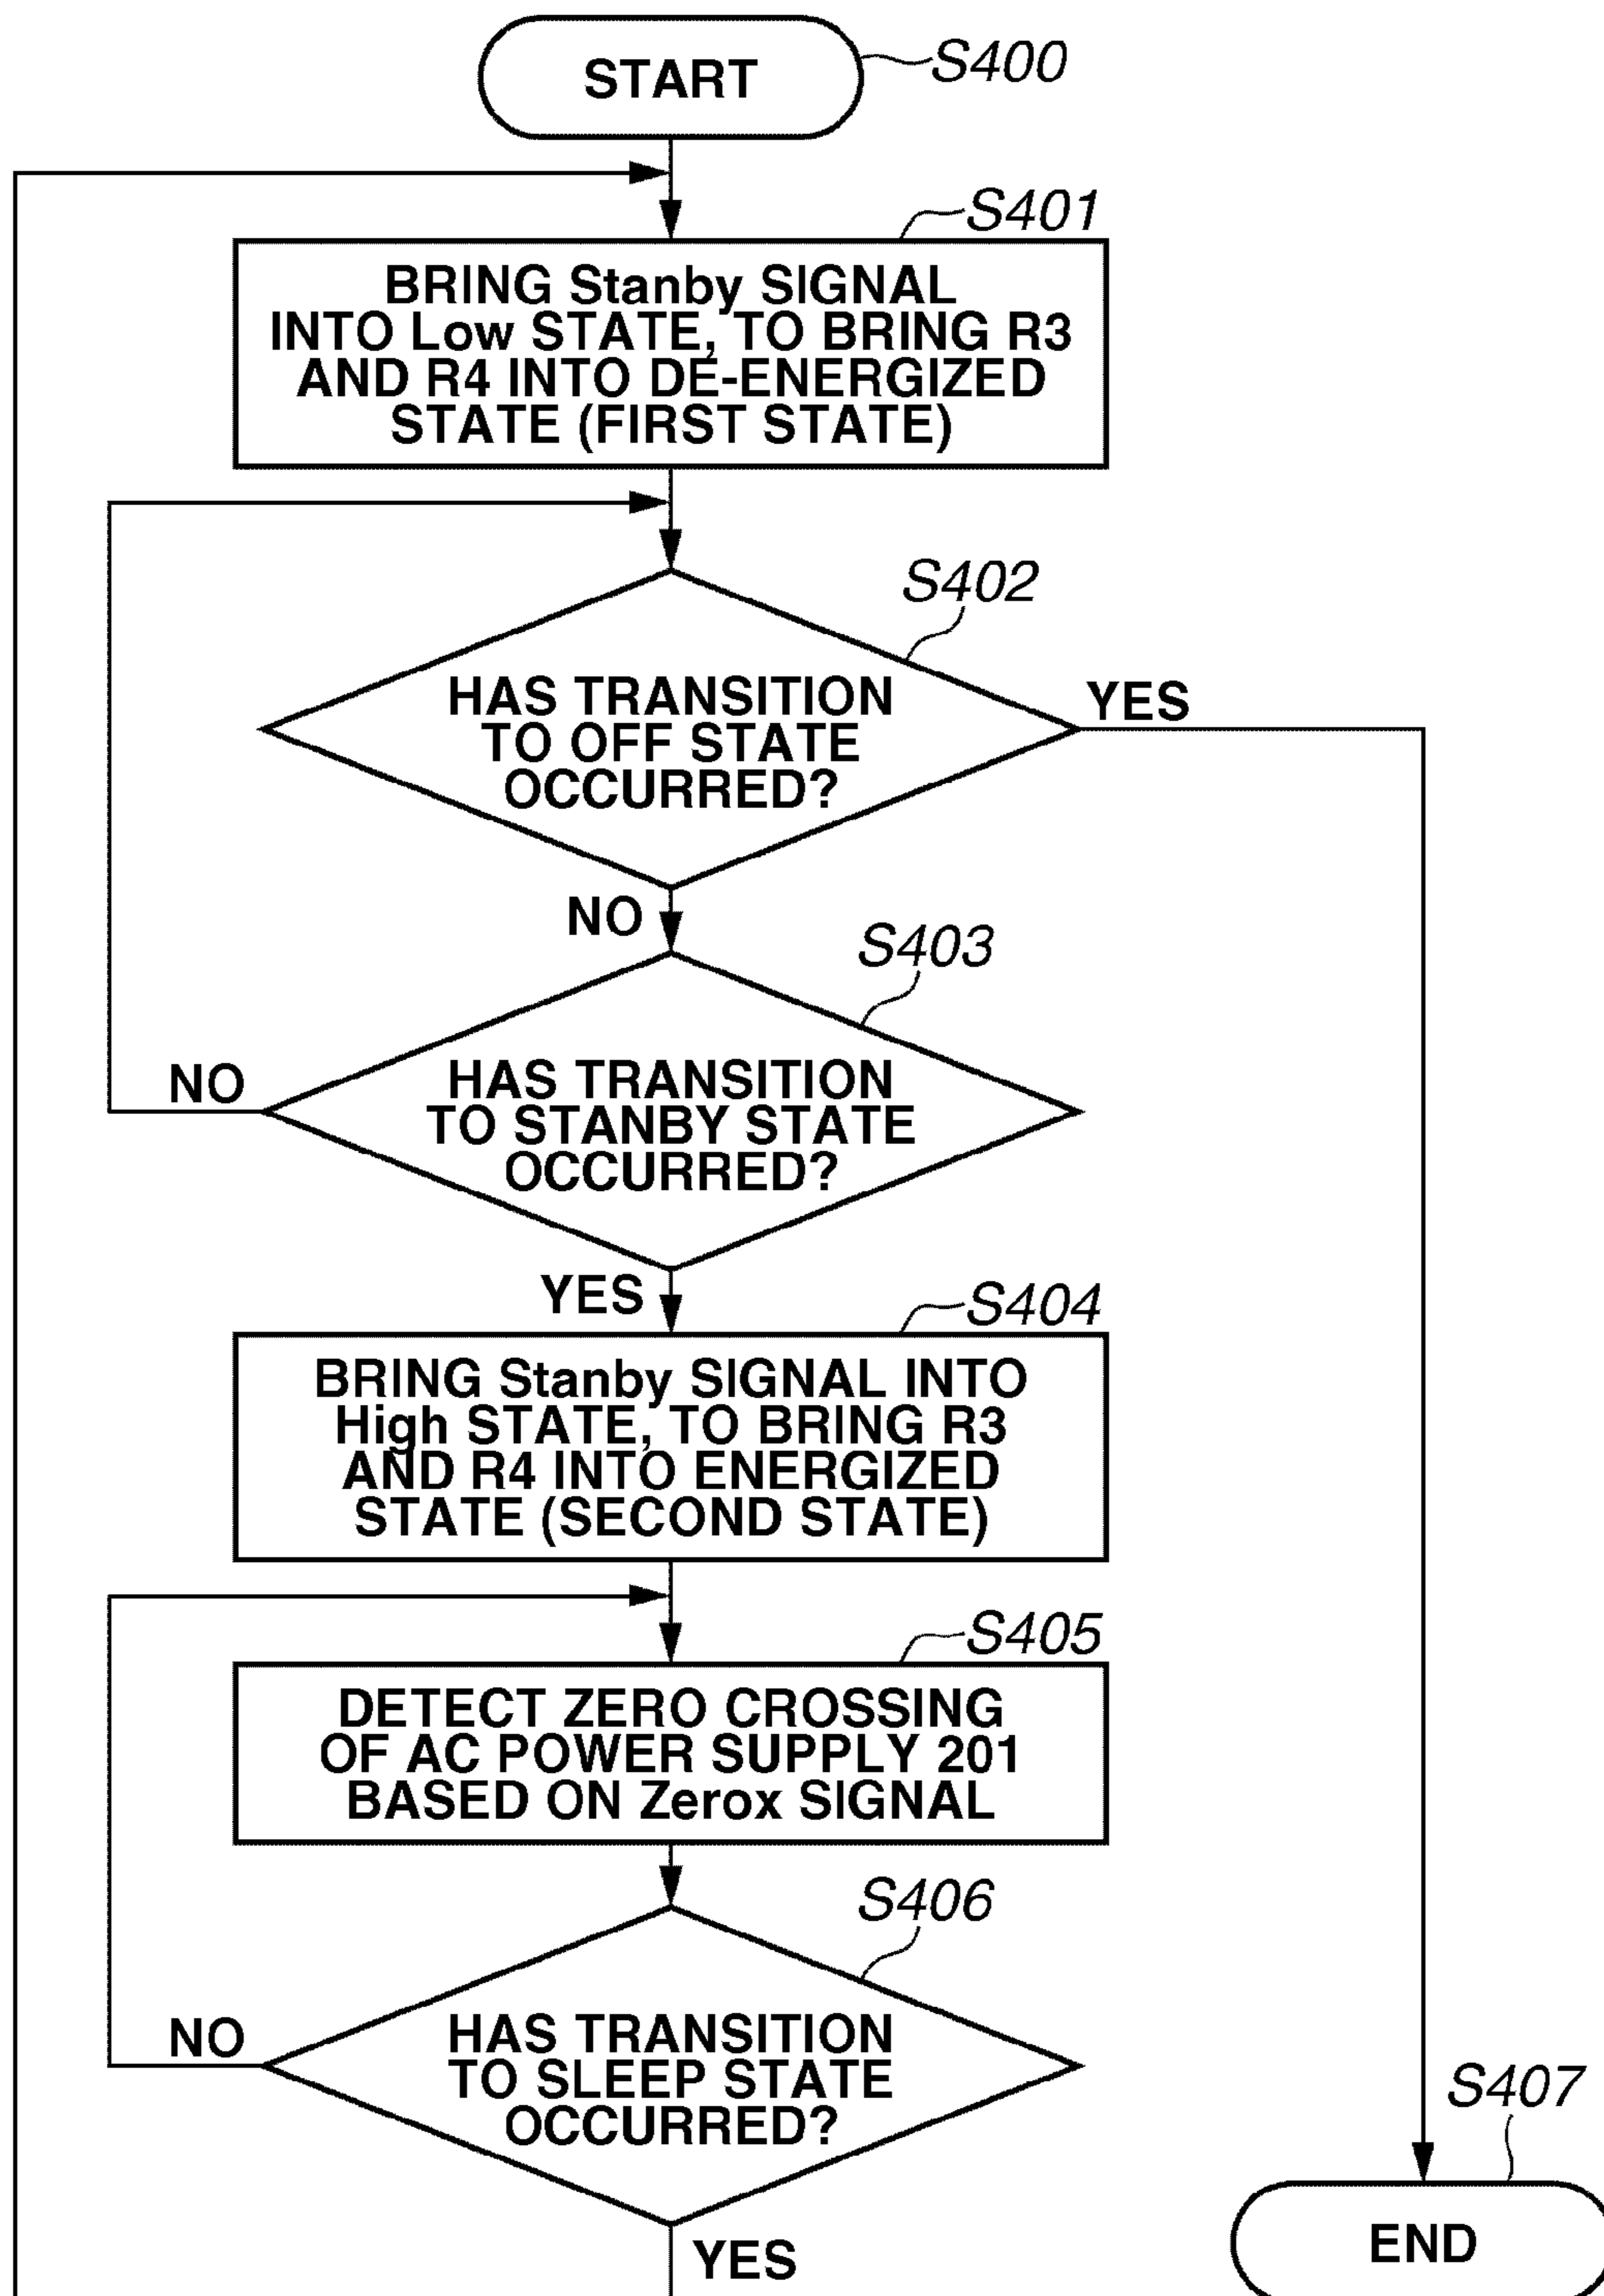 START
S400
S401
BRING Stanby SIGNAL
INTO Low STATE, TO BRING R3
AND R4 INTO DE-ENERGIZED
STATE (FIRST STATE)
S402
HAS TRANSITION
TO OFF STATE
OCCURRED?
YES
NO
S403
HAS TRANSITION
TO STANBY STATE
OCCURRED?
NO
YES
S404
BRING Stanby SIGNAL INTO
High STATE, TO BRING R3
AND R4 INTO ENERGIZED
STATE (SECOND STATE)
S405
DETECT ZERO CROSSING
OF AC POWER SUPPLY 201
BASED ON Zerox SIGNAL
S406
HAS TRANSITION
TO SLEEP STATE
OCCURRED?
NO
YES
S407
END